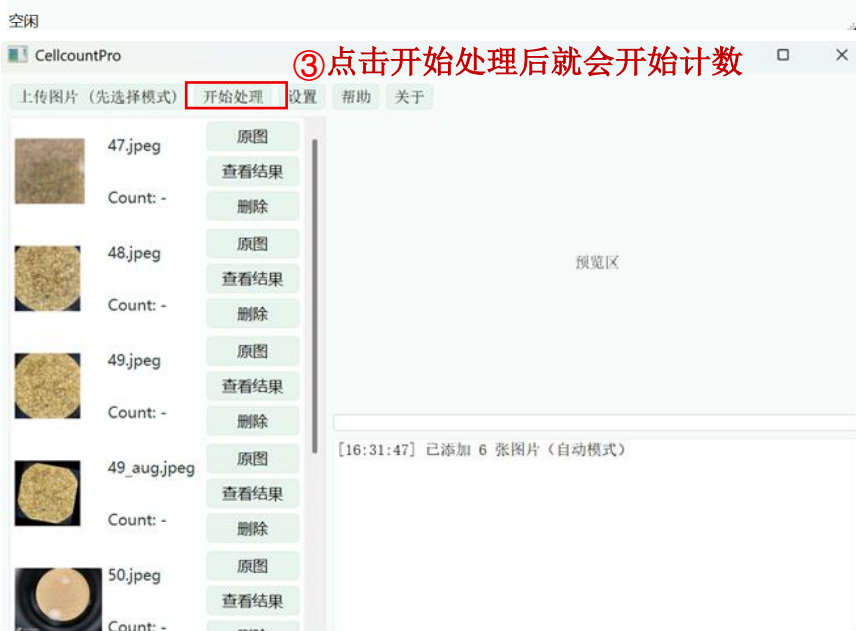 空闲
CellcountPro
③点击开始处理后就会开始计数
上传图片（先选择模式） 开始处理 设置 帮助 关于
47.jpeg
原图
查看结果
Count: -
删除
48.jpeg
原图
查看结果
Count: -
删除
49.jpeg
原图
查看结果
Count: -
删除
49_aug.jpeg
原图
查看结果
Count: -
删除
50.jpeg
原图
查看结果
Count: -
预览区
[16:31:47] 已添加 6 张图片（自动模式）